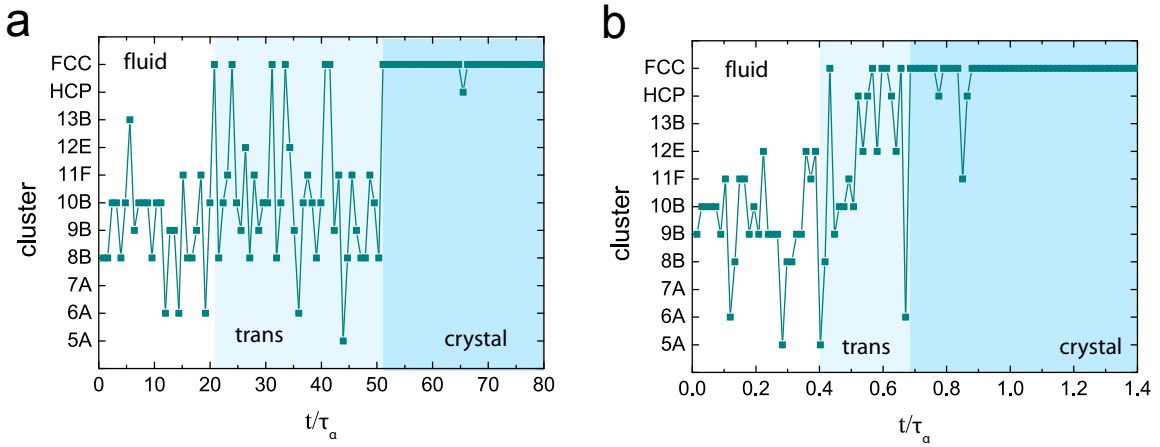 a
fluid
FCC
HCP
13B
12E
11F
10B
9B
8B
7A
6A
5A
cluster
trans
crystal
0 10 20 30 40 50 60 70 80
t/τα
b
fluid
FCC
HCP
13B
12E
11F
10B
9B
8B
7A
6A
5A
cluster
trans
crystal
0.0 0.2 0.4 0.6 0.8 1.0 1.2 1.4
t/τα